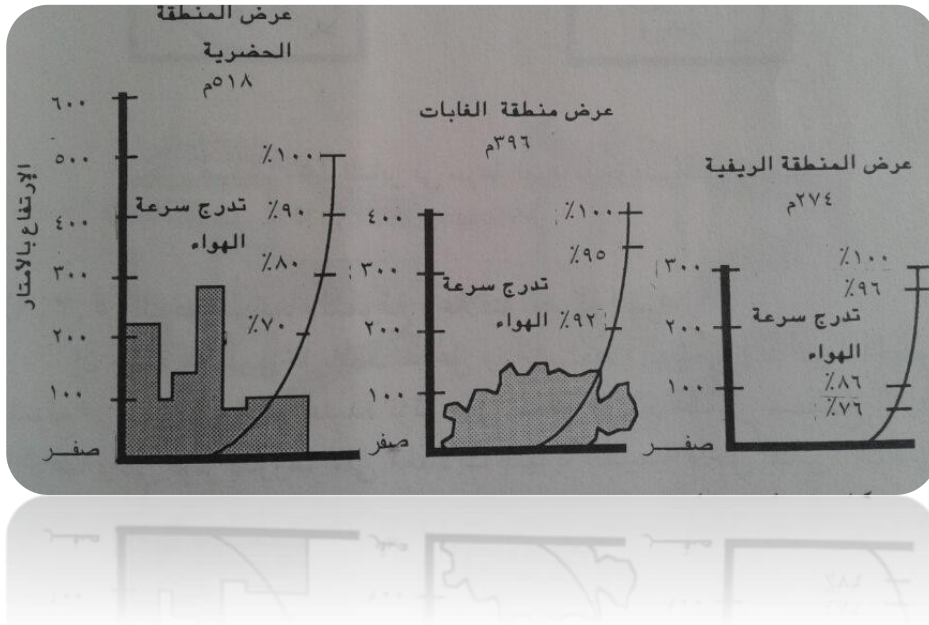 عرض المنطقة
الحضرية
٥١٨م
٦٠٠
٥٠٠
٤٠٠
٣٠٠
٢٠٠
١٠٠
صفر
الإرتفاع بالأمتار
٪١٠٠
٪٩٠
٪٨٠
٪٧٠
تدرج سرعة
الهواء
عرض منطقة الغابات
٣٩٦م
٤٠٠
٣٠٠
٢٠٠
١٠٠
صفر
٪١٠٠
٪٩٥
٪٩٢
تدرج سرعة
الهواء
عرض المنطقة الريفية
٢٧٤م
٣٠٠
٢٠٠
١٠٠
صفر
٪١٠٠
٪٩٦
٪٨٦
٪٧٦
تدرج سرعة
الهواء